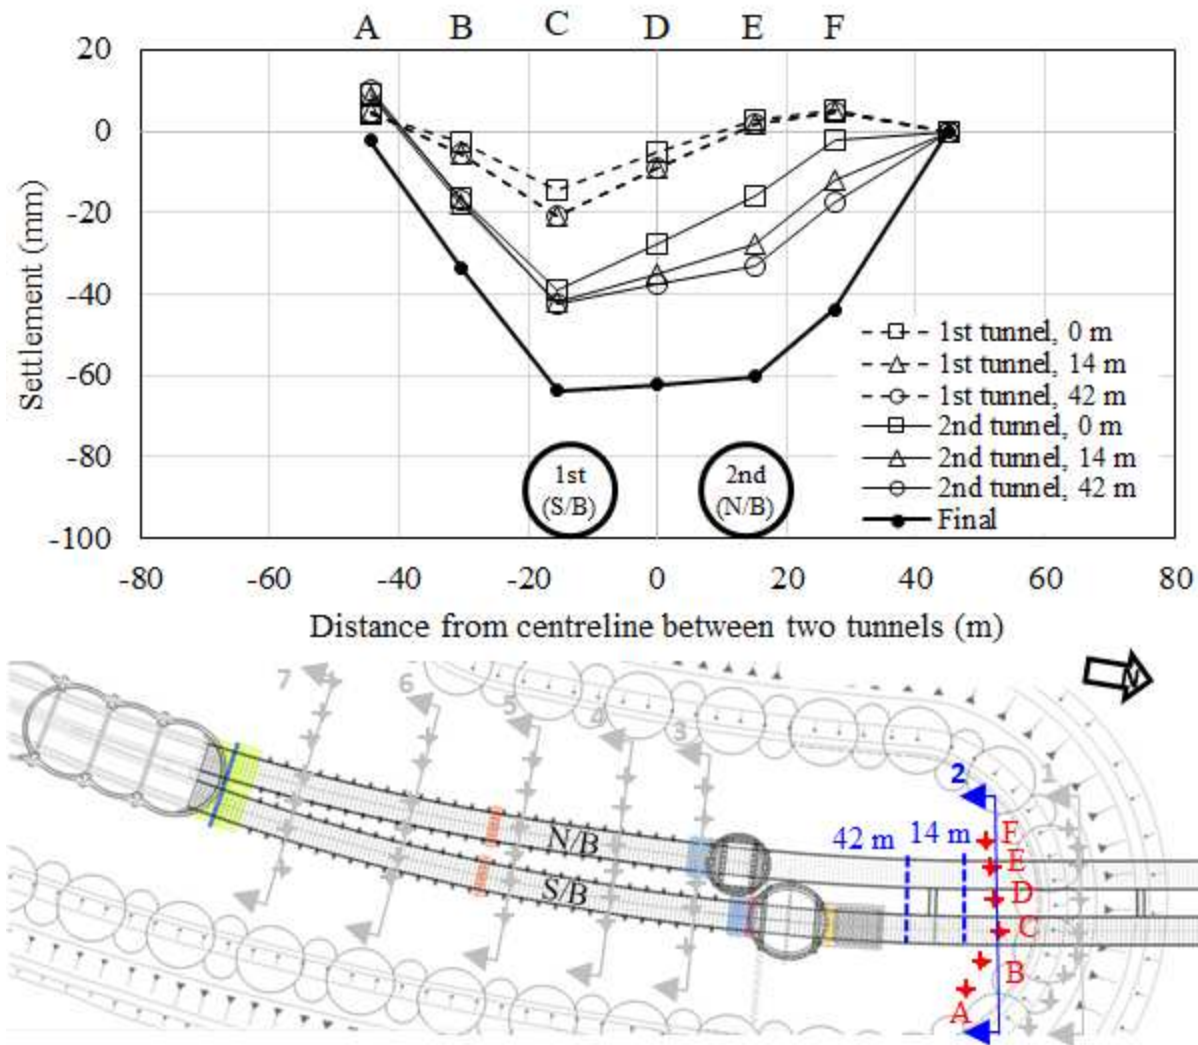 A B C D E F
20
0
-20
-40
-60
-80
-100
Settlement (mm)
1st tunnel, 0 m
1st tunnel, 14 m
1st tunnel, 42 m
2nd tunnel, 0 m
2nd tunnel, 14 m
2nd tunnel, 42 m
Final
1st
(S/B)
2nd
(N/B)
-80 -60 -40 -20 0 20 40 60 80
Distance from centreline between two tunnels (m)
N
7
6
5
4
3
2
1
42 m
14 m
N/B
S/B
F
E
D
C
B
A